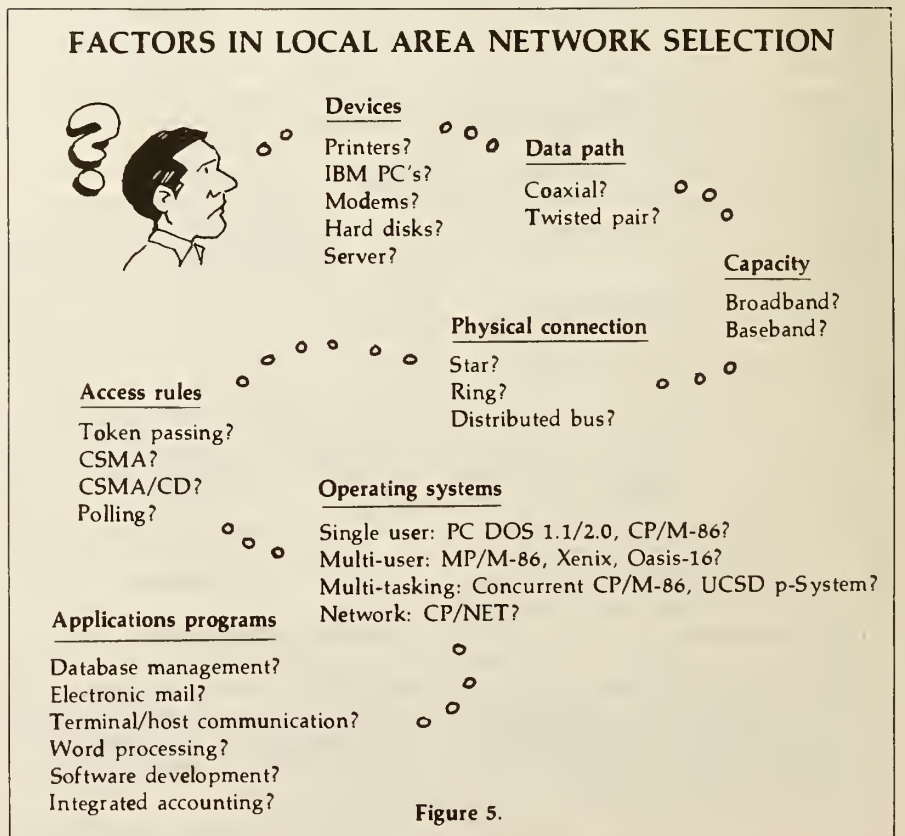 FACTORS IN LOCAL AREA NETWORK SELECTION
?
Devices
Printers?
IBM PC's?
Modems?
Hard disks?
Server?
Data path
Coaxial?
Twisted pair?
Capacity
Broadband?
Baseband?
Physical connection
Star?
Ring?
Distributed bus?
Access rules
Token passing?
CSMA?
CSMA/CD?
Polling?
Operating systems
Single user: PC DOS 1.1/2.0, CP/M-86?
Multi-user: MP/M-86, Xenix, Oasis-16?
Multi-tasking: Concurrent CP/M-86, UCSD p-System?
Network: CP/NET?
Applications programs
Database management?
Electronic mail?
Terminal/host communication?
Word processing?
Software development?
Integrated accounting?
Figure 5.